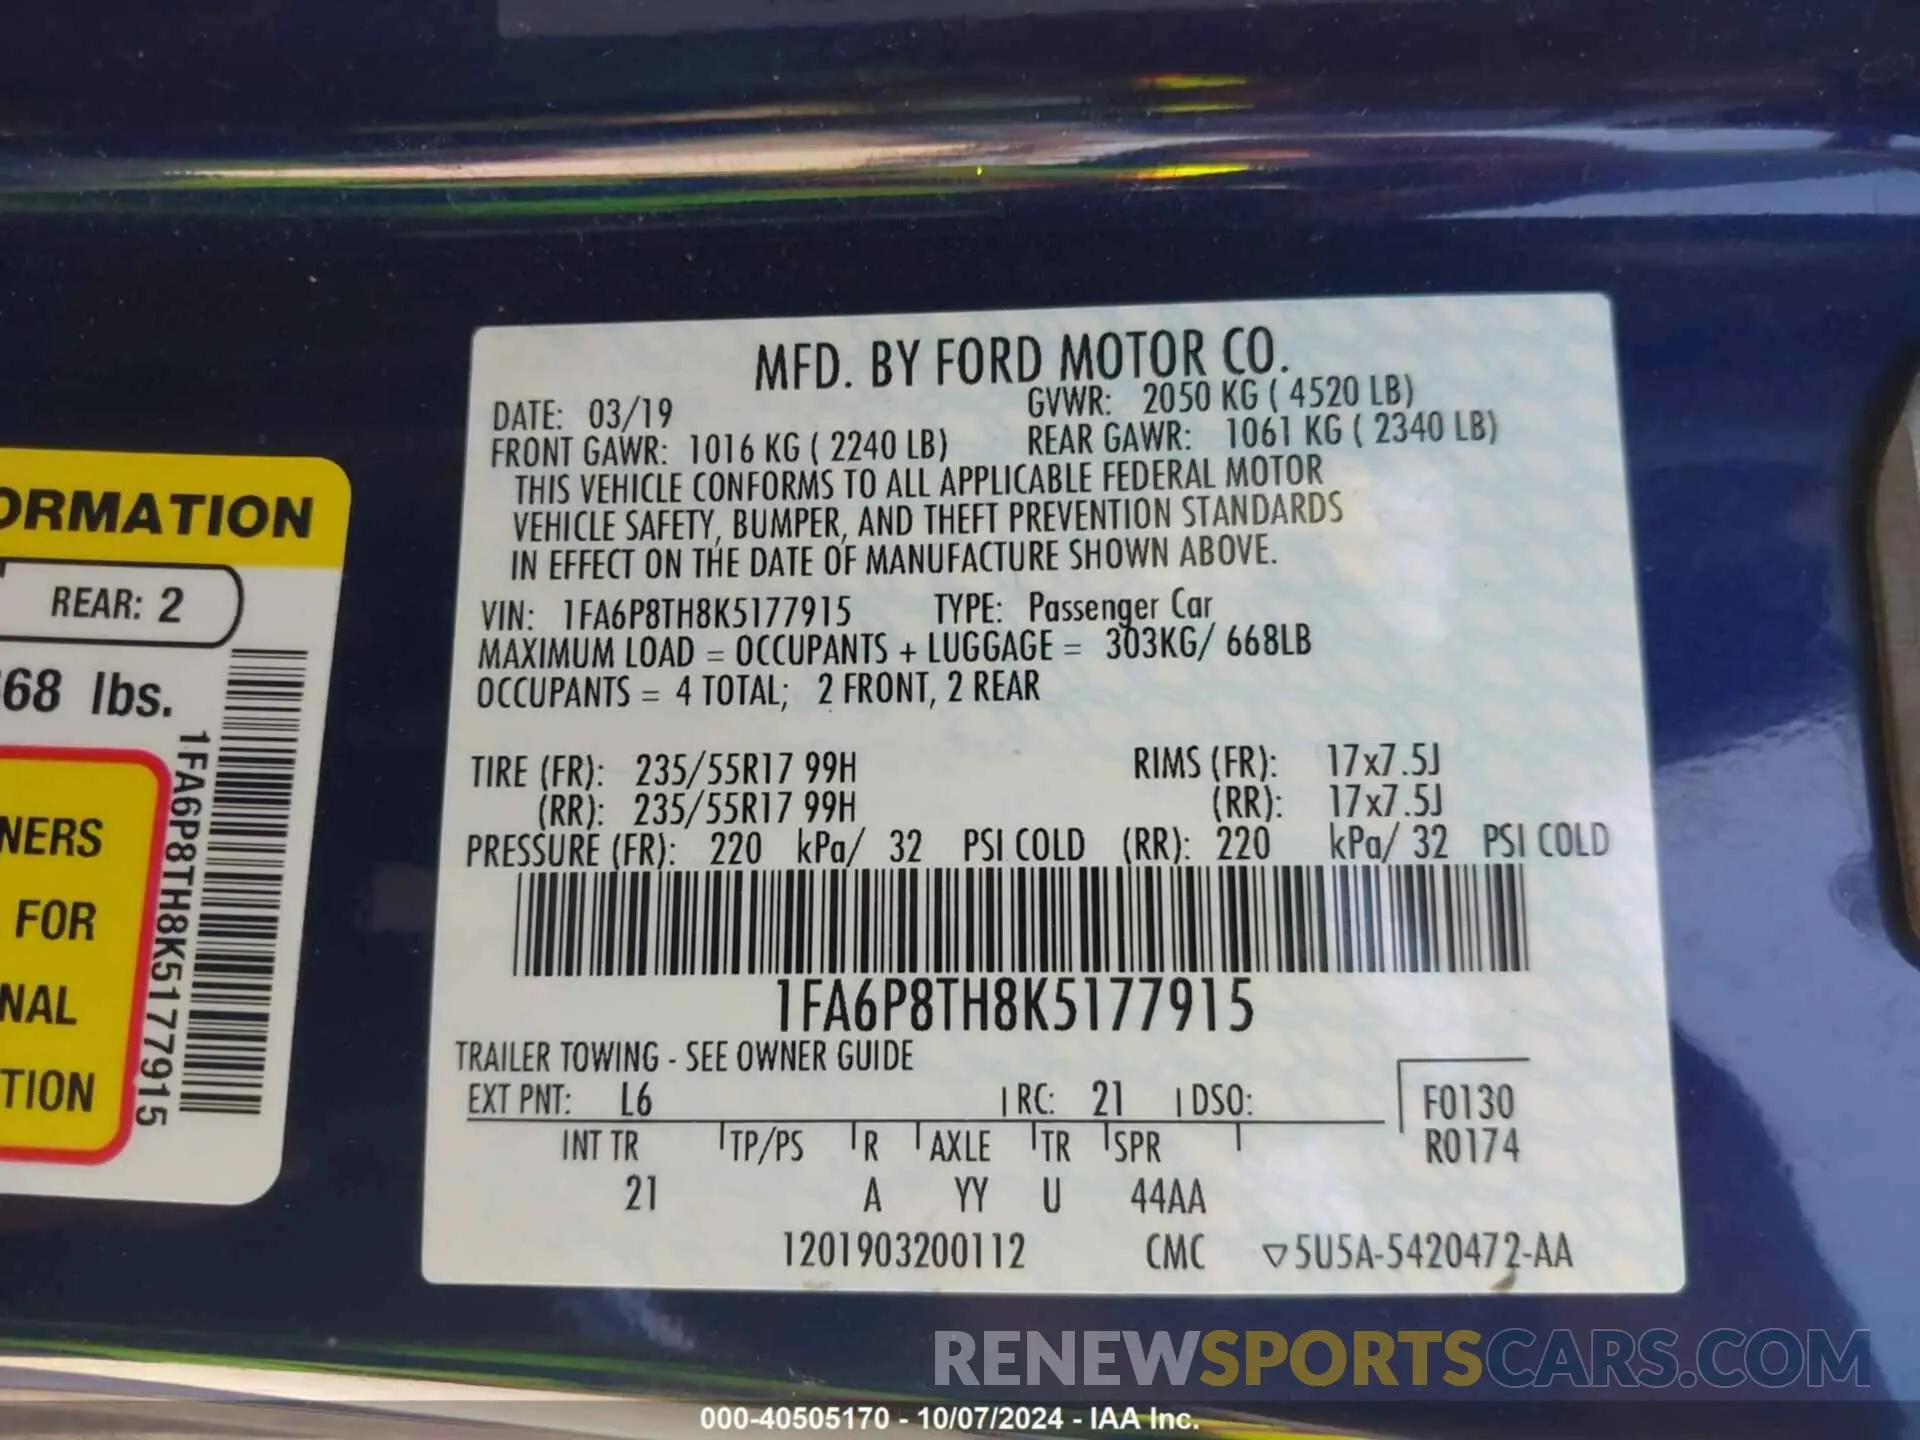 MFD. BY FORD MOTOR CO.
DATE: 03/19 GVWR: 2050 KG ( 4520 LB)
FRONT GAWR: 1016 KG ( 2240 LB) REAR GAWR: 1061 KG ( 2340 LB)
THIS VEHICLE CONFORMS TO ALL APPLICABLE FEDERAL MOTOR
VEHICLE SAFETY, BUMPER, AND THEFT PREVENTION STANDARDS
IN EFFECT ON THE DATE OF MANUFACTURE SHOWN ABOVE.
VIN: 1FA6P8TH8K5177915 TYPE: Passenger Car
MAXIMUM LOAD = OCCUPANTS + LUGGAGE = 303KG/ 668LB
OCCUPANTS = 4 TOTAL; 2 FRONT, 2 REAR
TIRE (FR): 235/55R17 99H RIMS (FR): 17x7.5J
(RR): 235/55R17 99H (RR): 17x7.5J
PRESSURE (FR): 220 kPa/ 32 PSI COLD (RR): 220 kPa/ 32 PSI COLD
1FA6P8TH8K5177915
TRAILER TOWING - SEE OWNER GUIDE
EXT PNT: L6 RC: 21 DSO: F0130
R0174
INT TR TP/PS R AXLE TR SPR
21 A YY U 44AA
1201903200112 CMC ▽5U5A-5420472-AA
ORMATION
REAR: 2
68 lbs.
NERS
FOR
NAL
TION
1FA6P8TH8K5177915
RENEWSPORTSCARS.COM
000-40505170 - 10/07/2024 - IAA Inc.